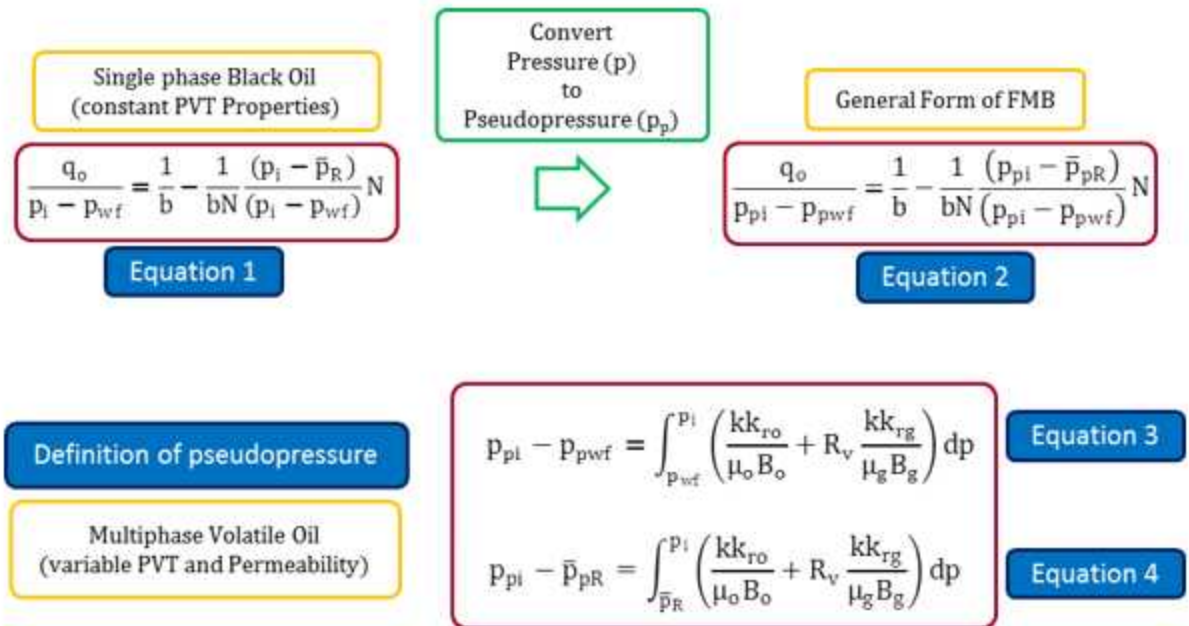 Single phase Black Oil
(constant PVT Properties)
q_o / (p_i − p_wf) = 1/b − (1/bN) ((p_i − p̄_R) / (p_i − p_wf)) N
Equation 1
Convert
Pressure (p)
to
Pseudopressure (p_p)
General Form of FMB
q_o / (p_pi − p_pwf) = 1/b − (1/bN) ((p_pi − p̄_pR) / (p_pi − p_pwf)) N
Equation 2
Definition of pseudopressure
Multiphase Volatile Oil
(variable PVT and Permeability)
p_pi − p_pwf = ∫_{p_wf}^{p_i} (kk_ro / (μ_o B_o) + R_v kk_rg / (μ_g B_g)) dp
Equation 3
p_pi − p̄_pR = ∫_{p̄_R}^{p_i} (kk_ro / (μ_o B_o) + R_v kk_rg / (μ_g B_g)) dp
Equation 4